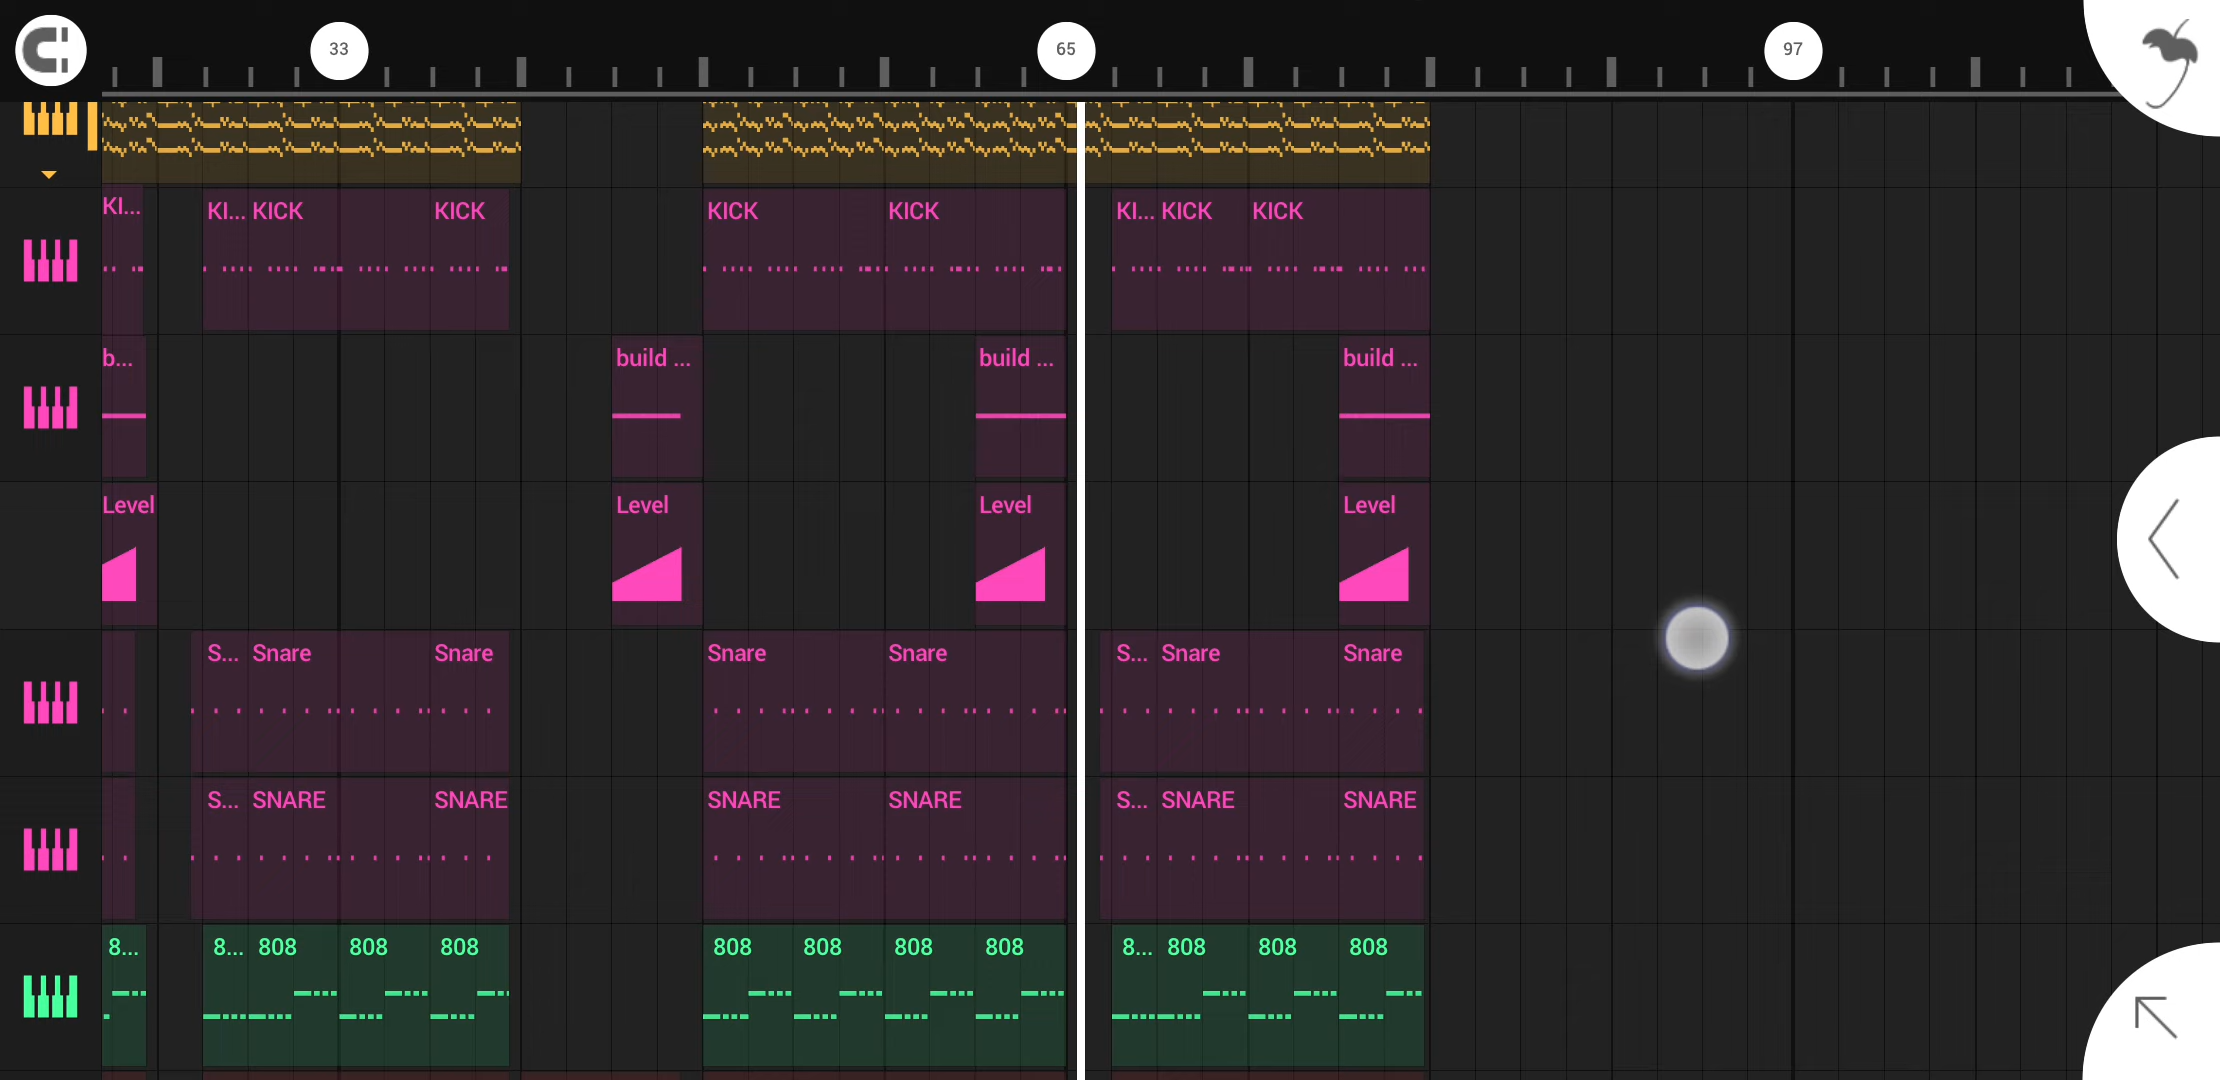 33 65 97
KI... KI... KICK KICK KICK KICK KI... KICK KICK
b... build ... build ... build ...
Level Level Level Level
S... Snare Snare Snare Snare S... Snare Snare
S... SNARE SNARE SNARE SNARE S... SNARE SNARE
8... 8... 808 808 808 808 808 808 808 8... 808 808 808